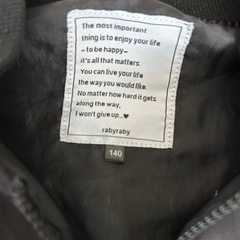 The most important
thing is to enjoy your life
~to be happy~
it's all that matters.
You can live your life
the way you would like.
No matter how hard it gets
along the way,
I won't give up...♥
rabyraby
140